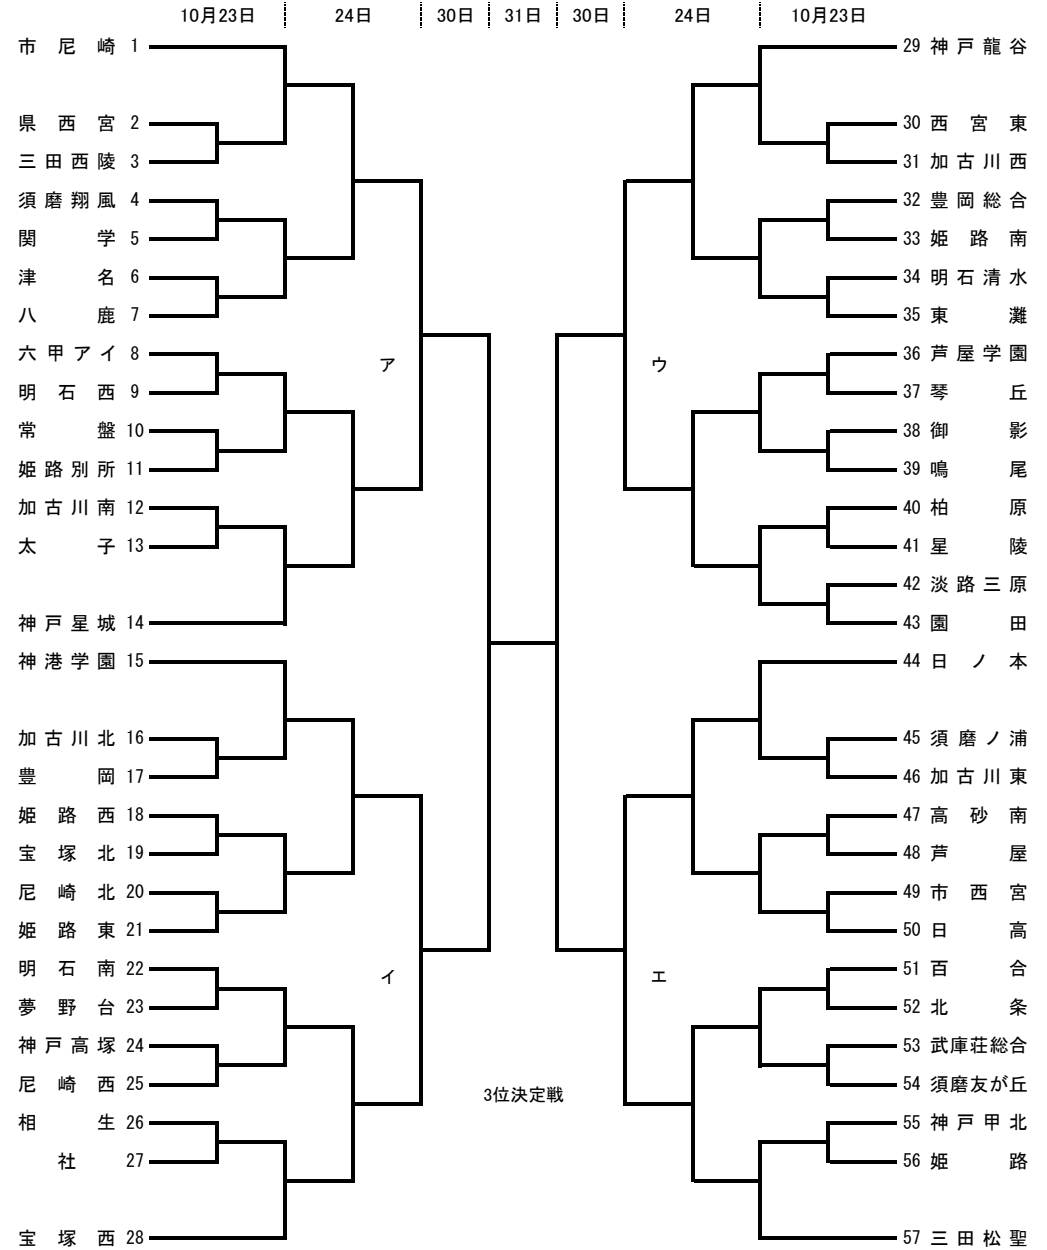 10月23日 24日 30日 31日 30日 24日 10月23日
市尼崎 1 29 神戸龍谷
県西宮 2 30 西宮東
三田西陵 3 31 加古川西
須磨翔風 4 32 豊岡総合
関学 5 33 姫路南
津名 6 34 明石清水
八鹿 7 35 東灘
六甲アイ 8 36 芦屋学園
ア ウ
明石西 9 37 琴丘
常盤 10 38 御影
姫路別所 11 39 鳴尾
加古川南 12 40 柏原
太子 13 41 星陵
42 淡路三原
神戸星城 14 43 園田
神港学園 15 44 日ノ本
加古川北 16 45 須磨ノ浦
豊岡 17 46 加古川東
姫路西 18 47 高砂南
宝塚北 19 48 芦屋
尼崎北 20 49 市西宮
姫路東 21 50 日高
明石南 22 51 百合
イ エ
夢野台 23 52 北条
神戸高塚 24 53 武庫荘総合
尼崎西 25 54 須磨友が丘
3位決定戦
相生 26 55 神戸甲北
社 27 56 姫路
宝塚西 28 57 三田松聖